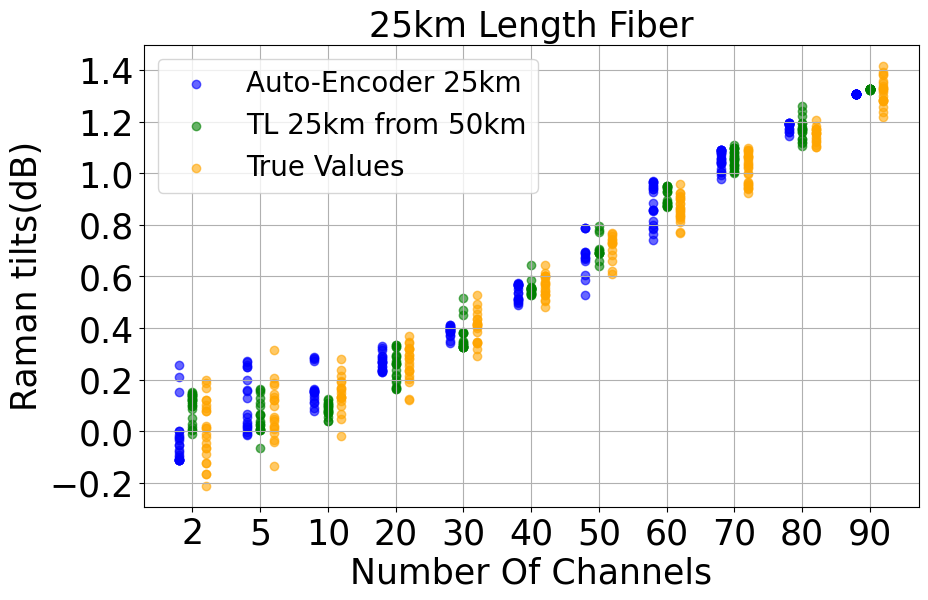 25km Length Fiber
Auto-Encoder 25km
TL 25km from 50km
True Values
Raman tilts(dB)
1.4
1.2
1.0
0.8
0.6
0.4
0.2
0.0
−0.2
2 5 10 20 30 40 50 60 70 80 90
Number Of Channels